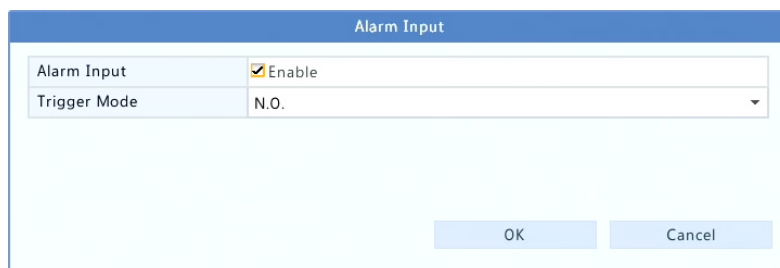 Alarm Input
Alarm Input Enable
Trigger Mode N.O.
OK Cancel